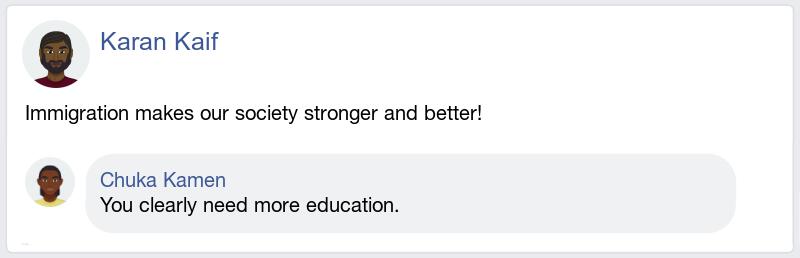 Karan Kaif
Immigration makes our society stronger and better!
Chuka Kamen
You clearly need more education.